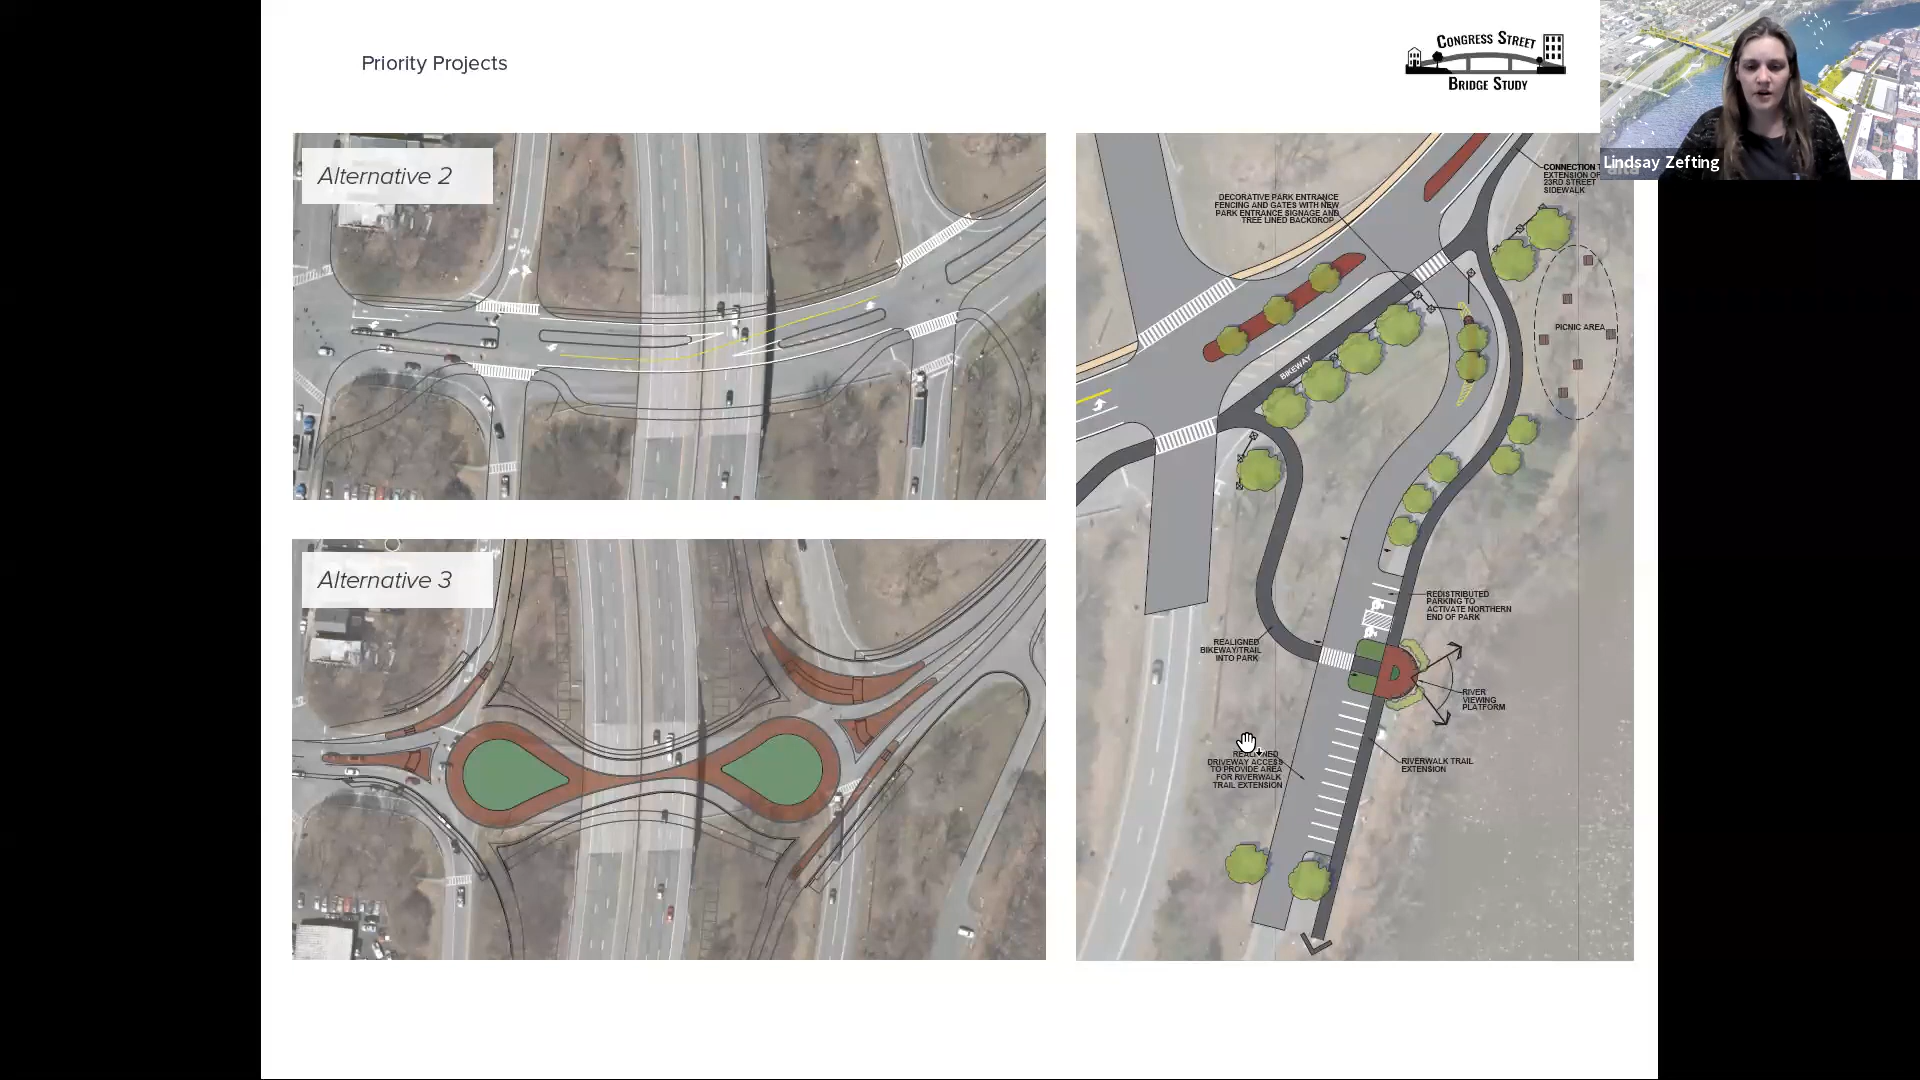 Priority Projects
CONGRESS STREET
BRIDGE STUDY
Lindsay Zefting
alta
Alternative 2
Alternative 3
CONNECTION
EXTENSION OF
23RD STREET
SIDEWALK
DECORATIVE PARK ENTRANCE
FENCING AND GATES WITH NEW
PARK ENTRANCE SIGNAGE AND
TREE LINED BACKDROP
PICNIC AREA
BIKEWAY
REDISTRIBUTED
PARKING TO
ACTIVATE NORTHERN
END OF PARK
REALIGNED
BIKEWAY/TRAIL
INTO PARK
RIVER
VIEWING
PLATFORM
REALIGNED
DRIVEWAY ACCESS
TO PROVIDE AREA
FOR RIVERWALK
TRAIL EXTENSION
RIVERWALK TRAIL
EXTENSION